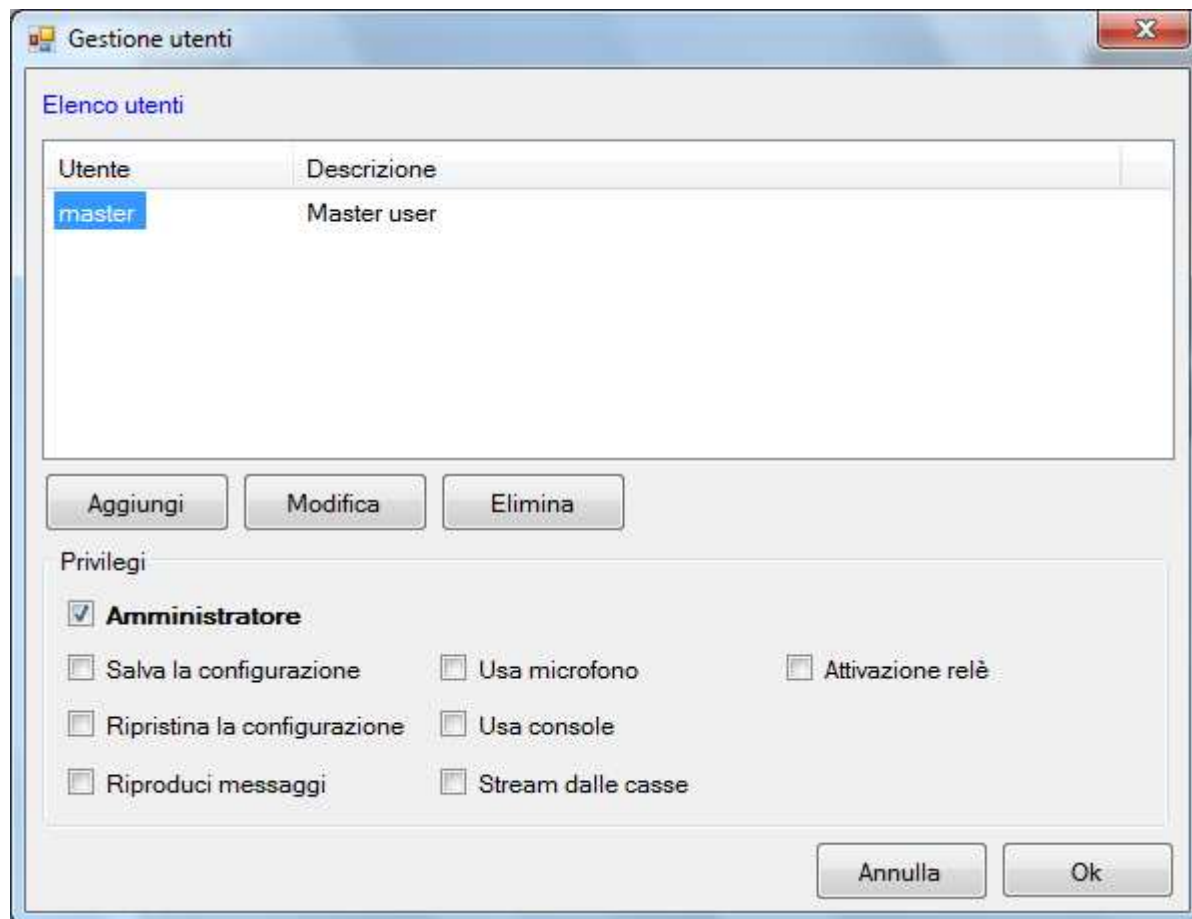 Gestione utenti
Elenco utenti
Utente Descrizione
master Master user
Aggiungi Modifica Elimina
Privilegi
Amministratore
Salva la configurazione Usa microfono Attivazione relè
Ripristina la configurazione Usa console
Riproduci messaggi Stream dalle casse
Annulla Ok